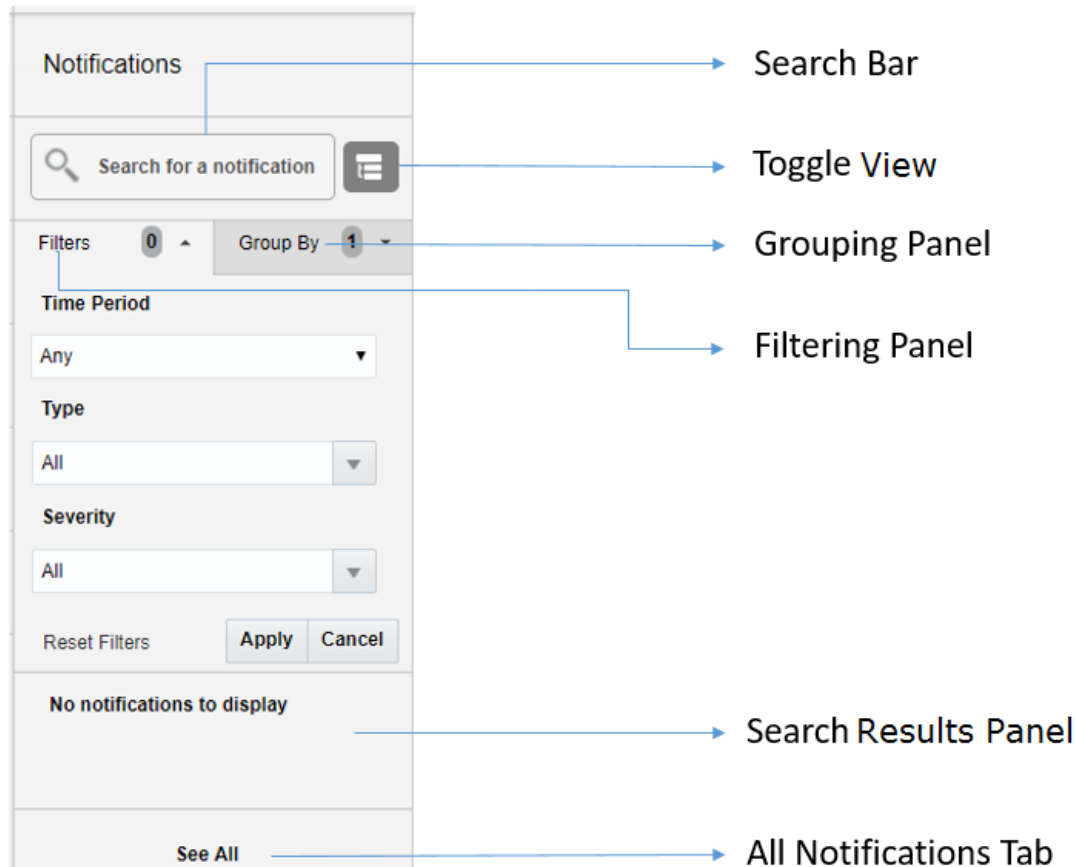 Notifications
Search Bar
Search for a notification
Toggle View
Filters 0 Group By 1
Grouping Panel
Time Period
Filtering Panel
Any
Type
All
Severity
All
Reset Filters Apply Cancel
No notifications to display
Search Results Panel
See All
All Notifications Tab